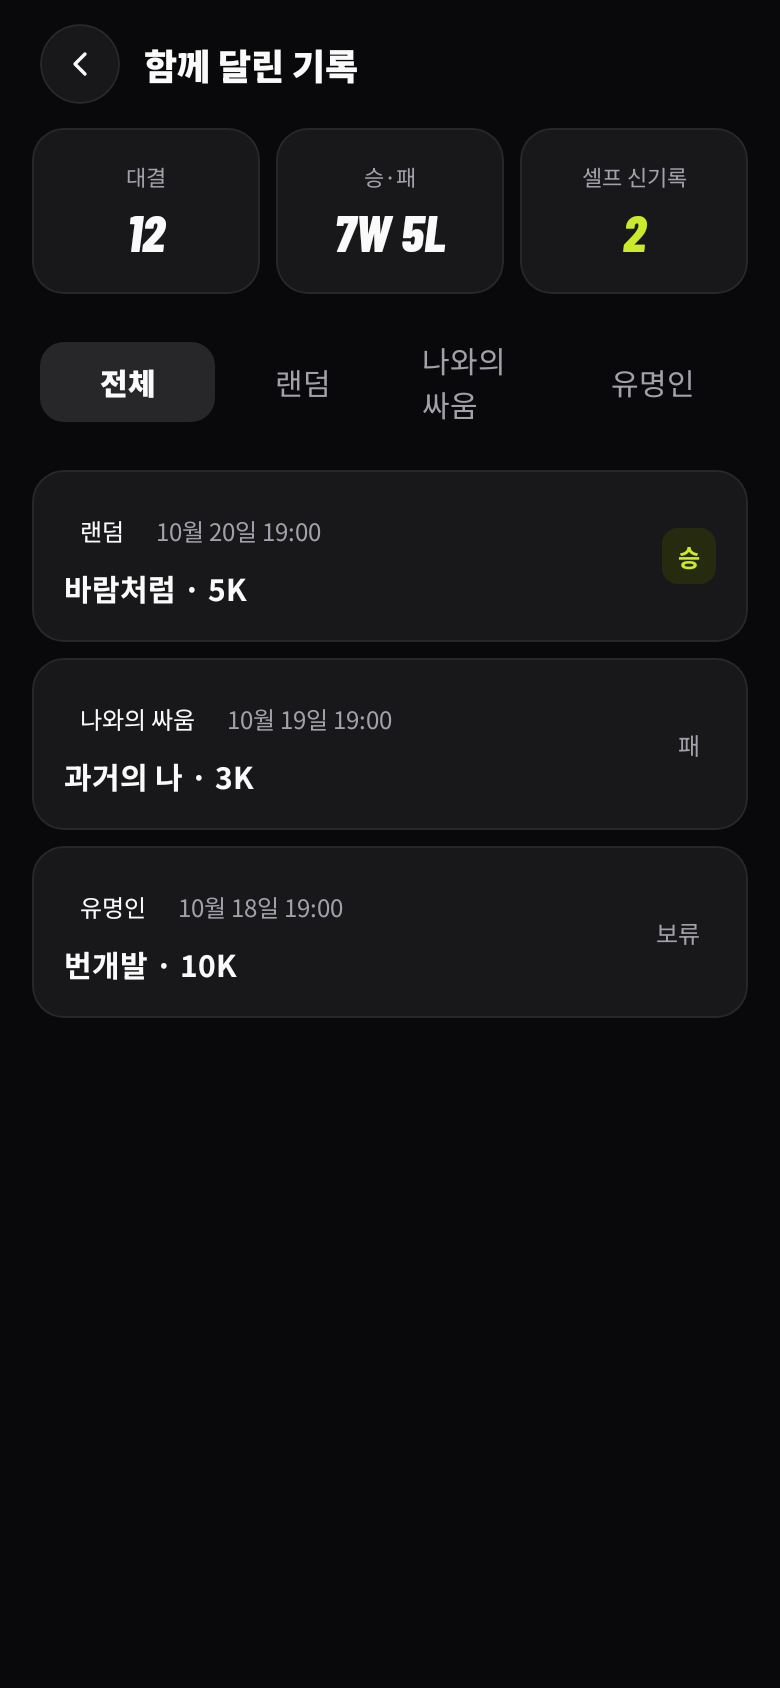 함께 달린 기록
대결
12
승·패
7W 5L
셀프 신기록
2
전체
랜덤
나와의
싸움
유명인
랜덤 10월 20일 19:00
바람처럼 · 5K
승
나와의 싸움 10월 19일 19:00
과거의 나 · 3K
패
유명인 10월 18일 19:00
번개발 · 10K
보류